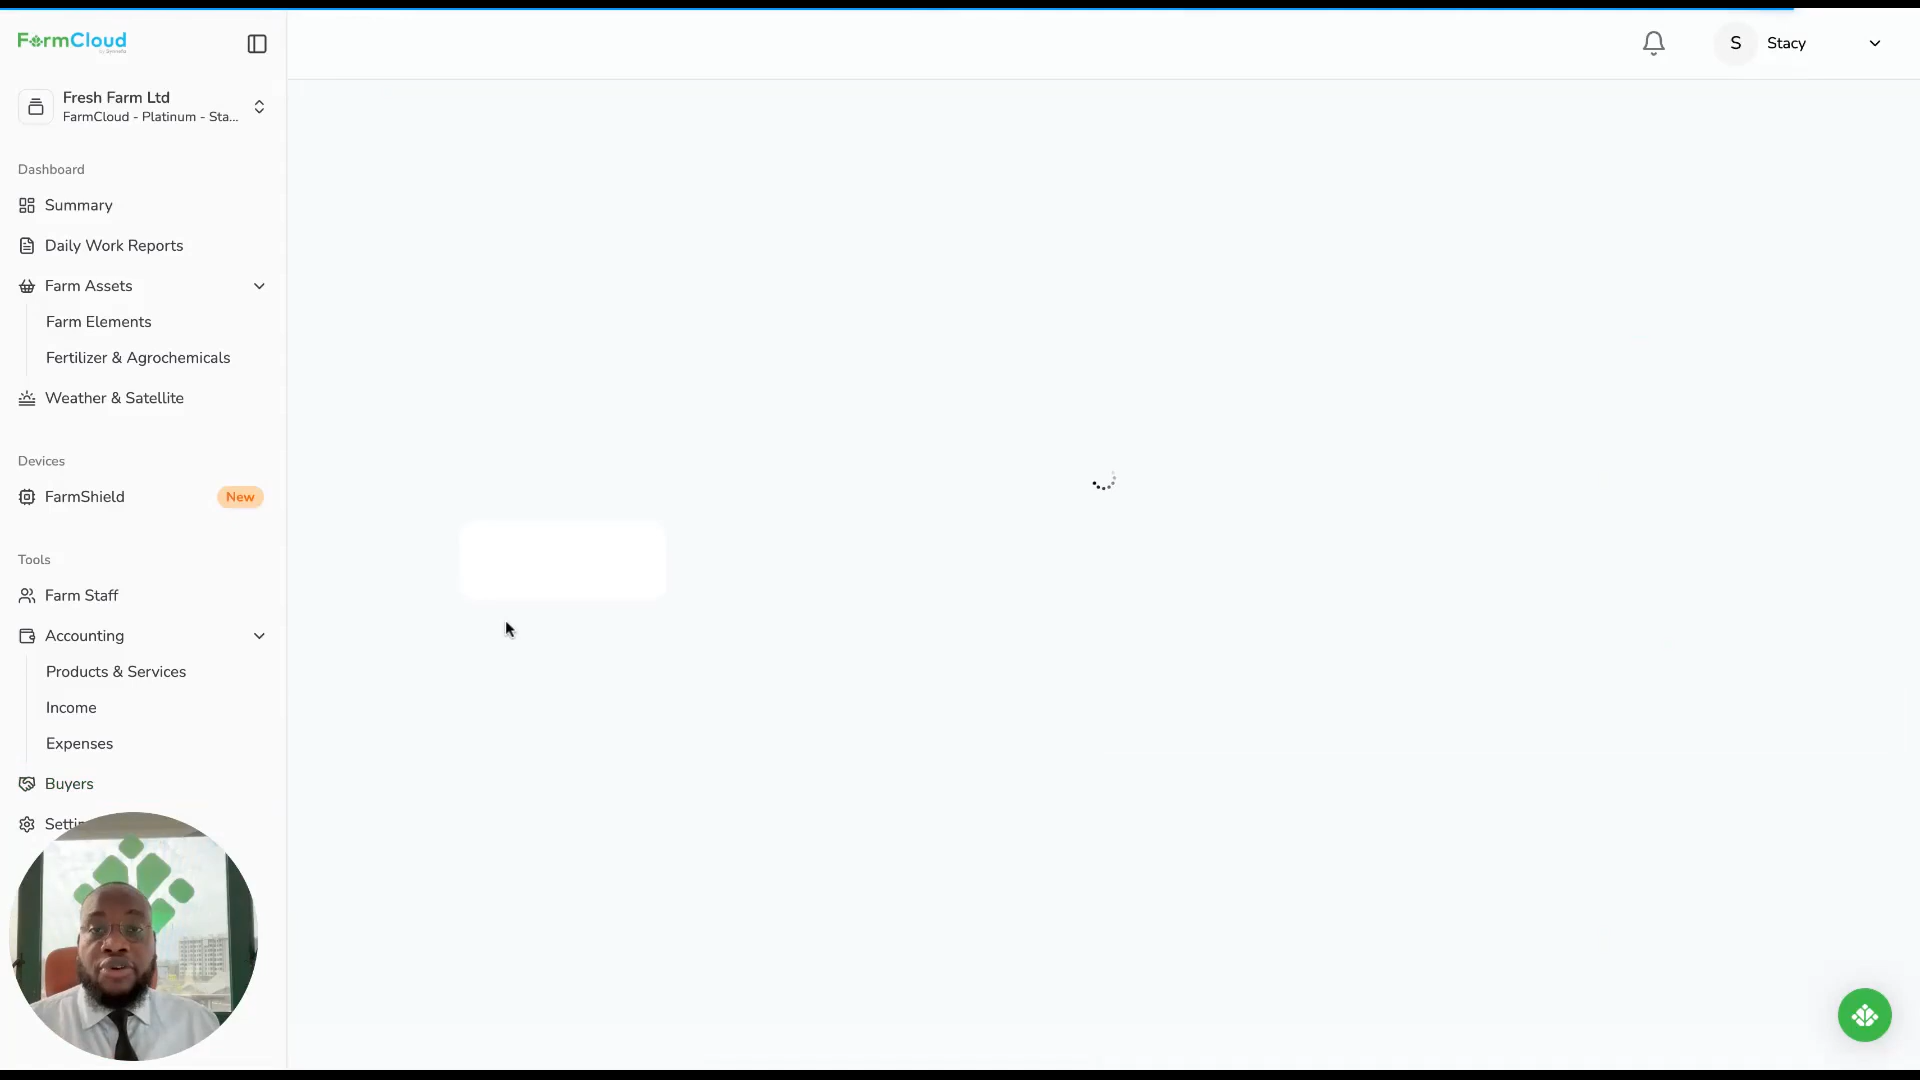 FarmCloud
S
Stacy
Fresh Farm Ltd
FarmCloud - Platinum - Sta...
Dashboard
Summary
Daily Work Reports
Farm Assets
Farm Elements
Fertilizer & Agrochemicals
Weather & Satellite
Devices
FarmShield
New
Tools
Farm Staff
Accounting
Products & Services
Income
Expenses
Buyers